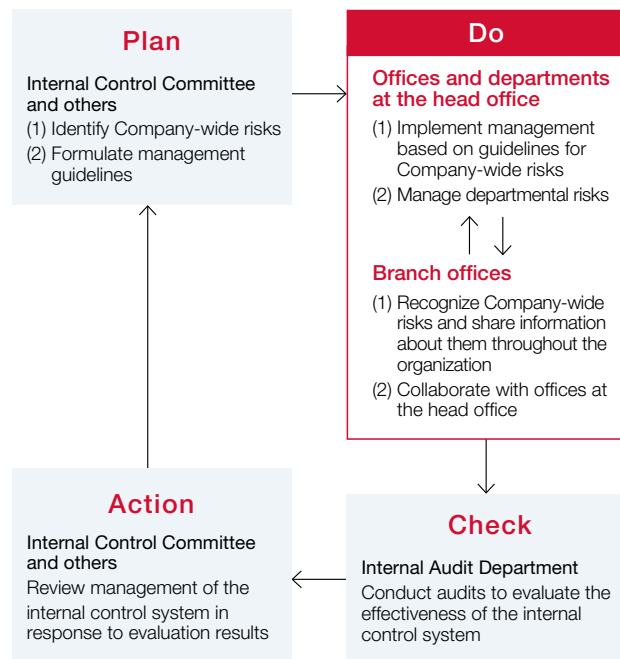 Plan
Internal Control Committee
and others
(1) Identify Company-wide risks
(2) Formulate management
guidelines
Do
Offices and departments
at the head office
(1) Implement management
based on guidelines for
Company-wide risks
(2) Manage departmental risks
Branch offices
(1) Recognize Company-wide
risks and share information
about them throughout the
organization
(2) Collaborate with offices at
the head office
Check
Internal Audit Department
Conduct audits to evaluate the
effectiveness of the internal
control system
Action
Internal Control Committee
and others
Review management of the
internal control system in
response to evaluation results